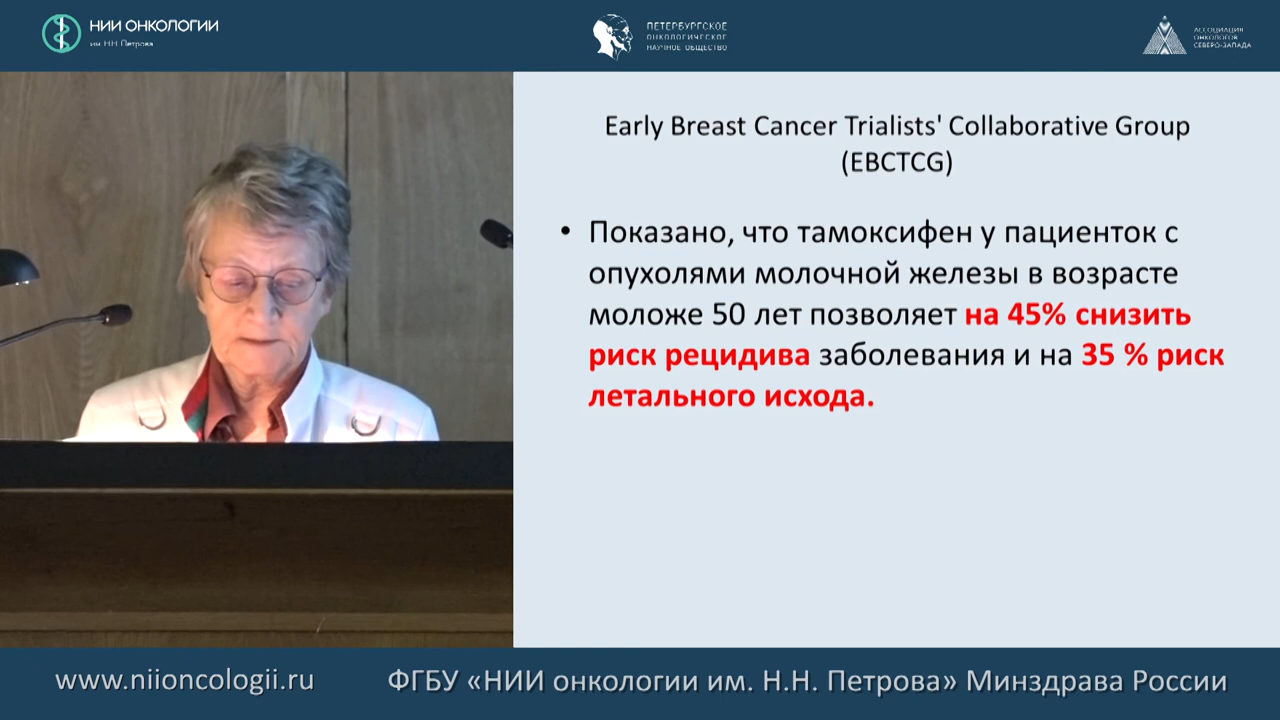 НИИ ОНКОЛОГИИ
им. Н.Н. Петрова
ПЕТЕРБУРГСКОЕ
ОНКОЛОГИЧЕСКОЕ
НАУЧНОЕ ОБЩЕСТВО
АССОЦИАЦИЯ
ОНКОЛОГОВ
СЕВЕРО-ЗАПАДА
Early Breast Cancer Trialists' Collaborative Group
(EBCTCG)
• Показано, что тамоксифен у пациенток с
опухолями молочной железы в возрасте
моложе 50 лет позволяет на 45% снизить
риск рецидива заболевания и на 35 % риск
летального исхода.
www.niioncologii.ru
ФГБУ «НИИ онкологии им. Н.Н. Петрова» Минздрава России